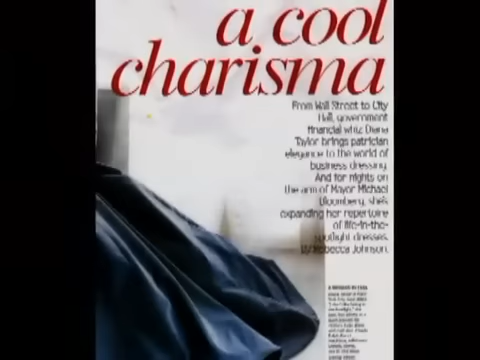 a cool
charisma
From Wall Street to City
Hall, government
financial whiz Diana
Taylor brings patrician
elegance to the world of
business dressing.
And for nights on
the arm of Mayor Michael
Bloomberg, she's
expanding her repertoire
of life-in-the-
spotlight dresses.
By Rebecca Johnson.